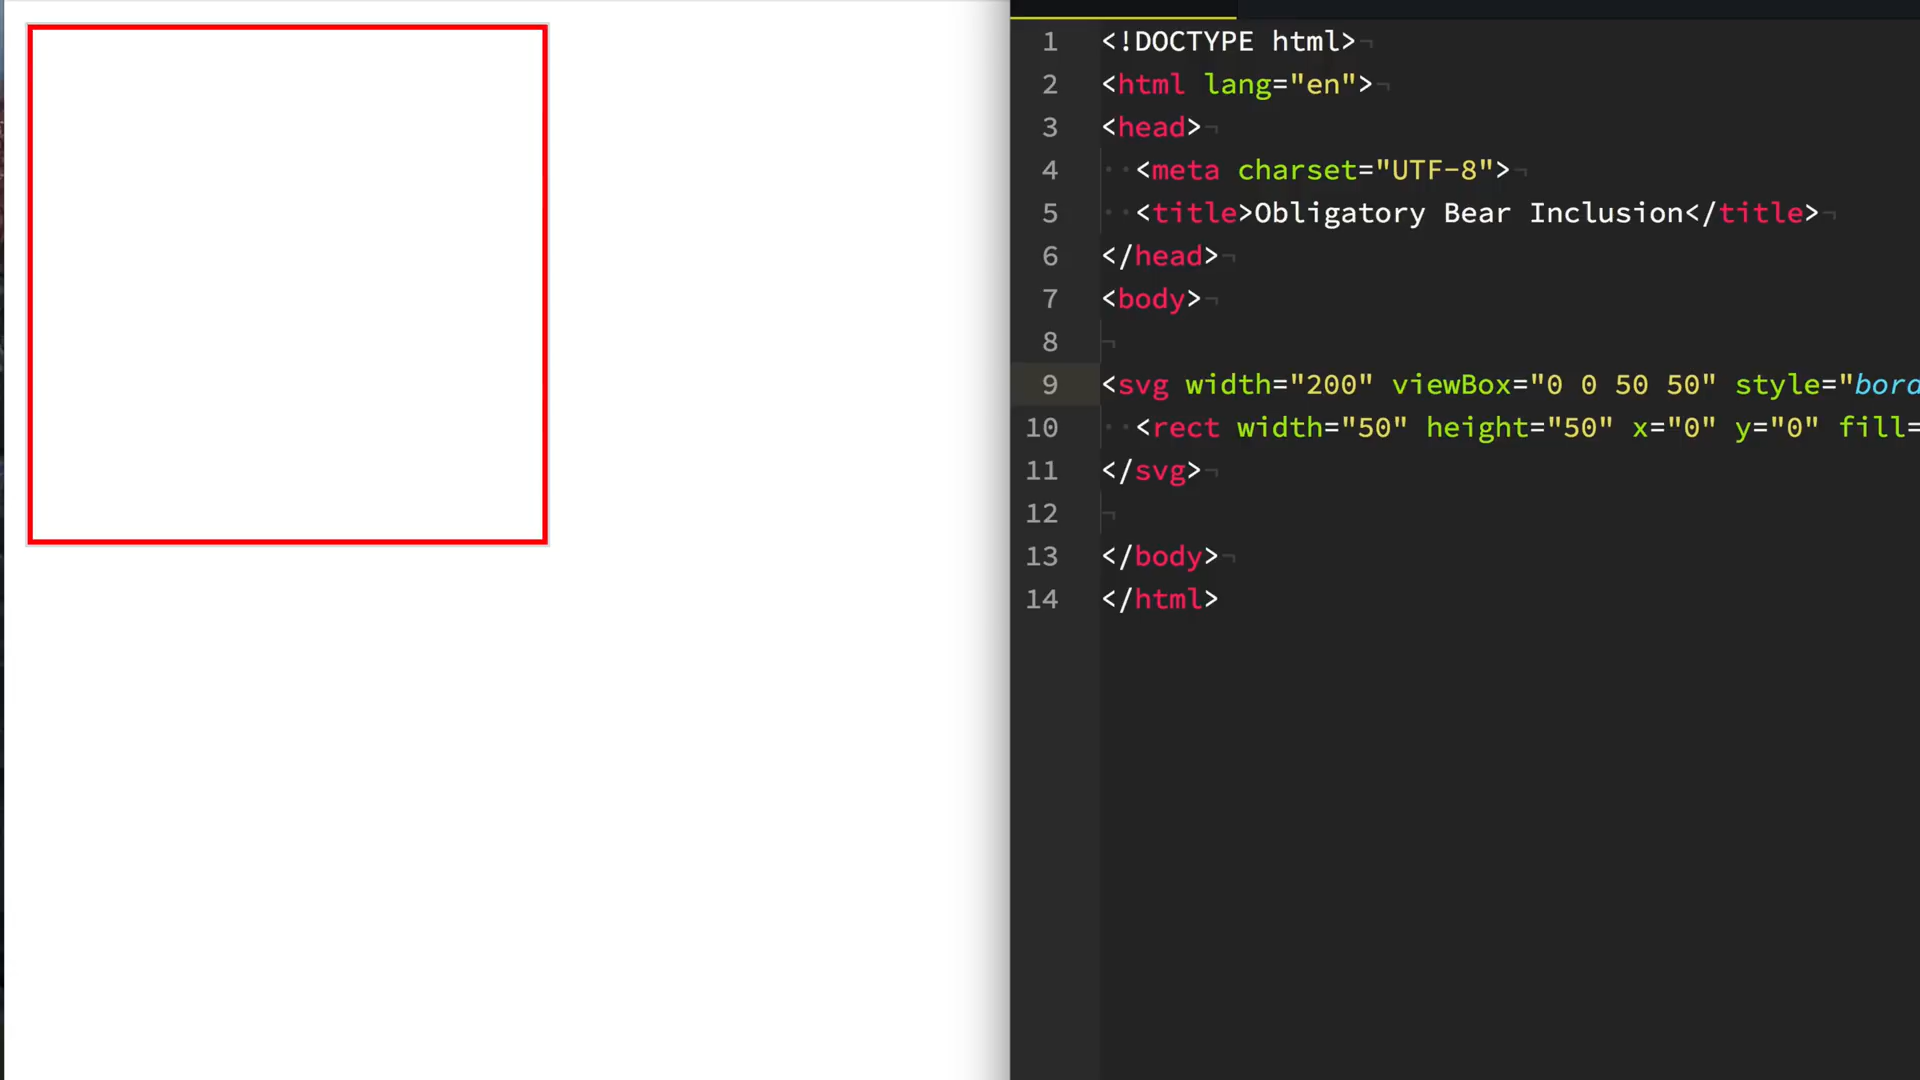 1 <!DOCTYPE html>
2 <html lang="en">
3 <head>
4 <meta charset="UTF-8">
5 <title>Obligatory Bear Inclusion</title>
6 </head>
7 <body>
8
9 <svg width="200" viewBox="0 0 50 50" style="bord
10 <rect width="50" height="50" x="0" y="0" fill=
11 </svg>
12
13 </body>
14 </html>